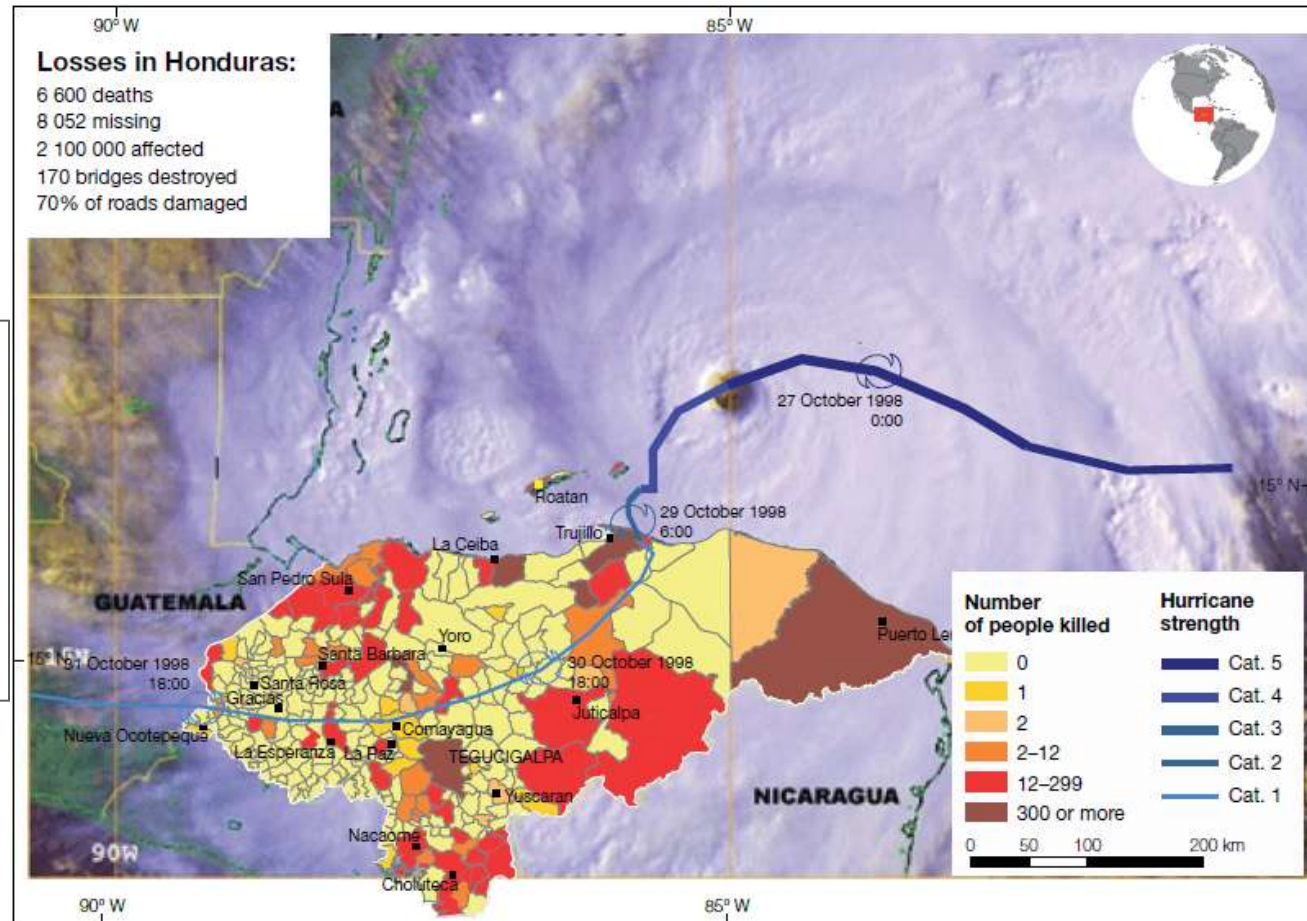 90° W
85° W
Losses in Honduras:
6 600 deaths
8 052 missing
2 100 000 affected
170 bridges destroyed
70% of roads damaged
A
27 October 1998
0:00
15° N
Roatan
29 October 1998
6:00
Trujillo
La Ceiba
San Pedro Sula
GUATEMALA
Yoro
Puerto Le
15° N
31 October 1998
18:00
Santa Barbara
30 October 1998
18:00
Santa Rosa
Gracias
Juticalpa
Nueva Ocotepeque
Comayagua
La Esperanza
La Paz
TEGUCIGALPA
Yuscaran
NICARAGUA
Nacaome
90W
Choluteca
Number
of people killed
0
1
2
2–12
12–299
300 or more
Hurricane
strength
Cat. 5
Cat. 4
Cat. 3
Cat. 2
Cat. 1
0 50 100 200 km
90° W
85° W